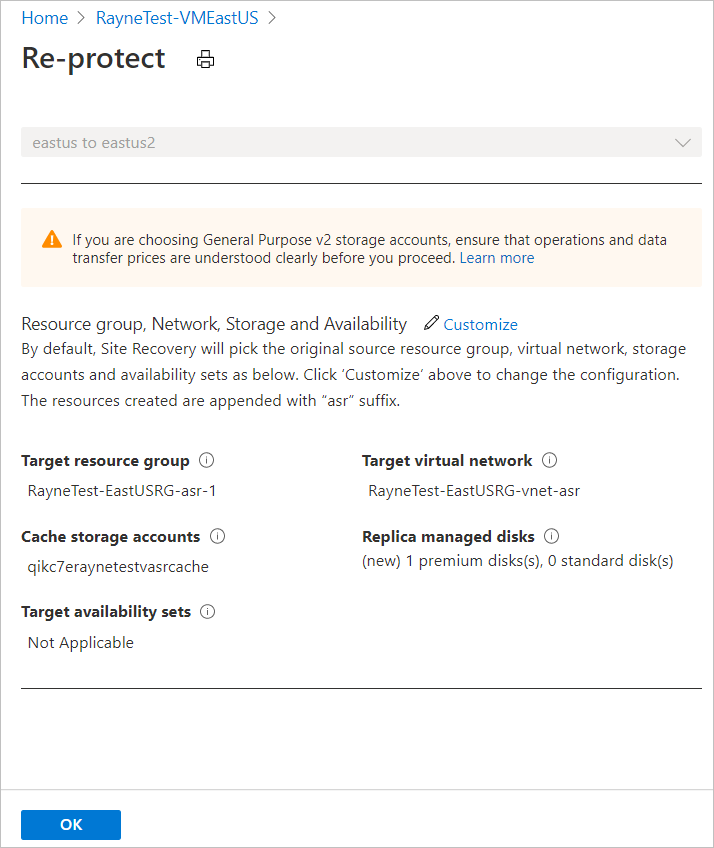 Home > RayneTest-VMEastUS >
Re-protect
eastus to eastus2
If you are choosing General Purpose v2 storage accounts, ensure that operations and data
transfer prices are understood clearly before you proceed. Learn more
Resource group, Network, Storage and Availability Customize
By default, Site Recovery will pick the original source resource group, virtual network, storage
accounts and availability sets as below. Click ‘Customize’ above to change the configuration.
The resources created are appended with “asr” suffix.
Target resource group
RayneTest-EastUSRG-asr-1
Target virtual network
RayneTest-EastUSRG-vnet-asr
Cache storage accounts
qikc7eraynetestvasrcache
Replica managed disks
(new) 1 premium disks(s), 0 standard disk(s)
Target availability sets
Not Applicable
OK